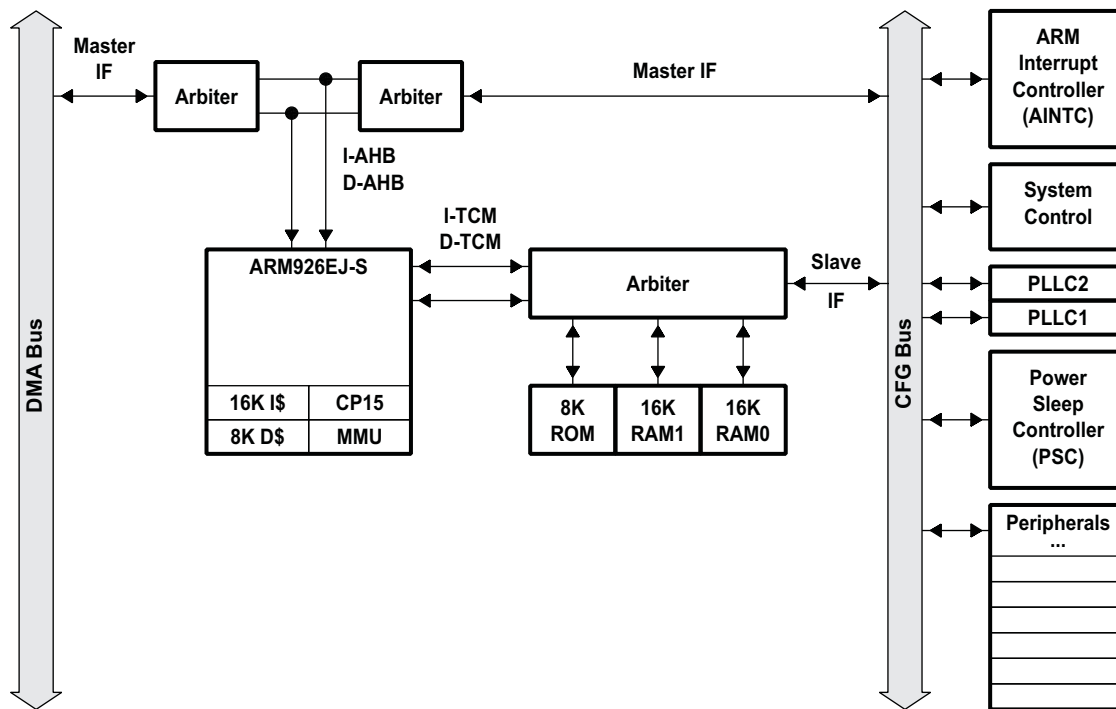 DMA Bus
Master
IF
Arbiter
Arbiter
Master IF
I-AHB
D-AHB
I-TCM
D-TCM
ARM926EJ-S
16K I$
CP15
8K D$
MMU
Arbiter
Slave
IF
8K
ROM
16K
RAM1
16K
RAM0
CFG Bus
ARM
Interrupt
Controller
(AINTC)
System
Control
PLLC2
PLLC1
Power
Sleep
Controller
(PSC)
Peripherals
...